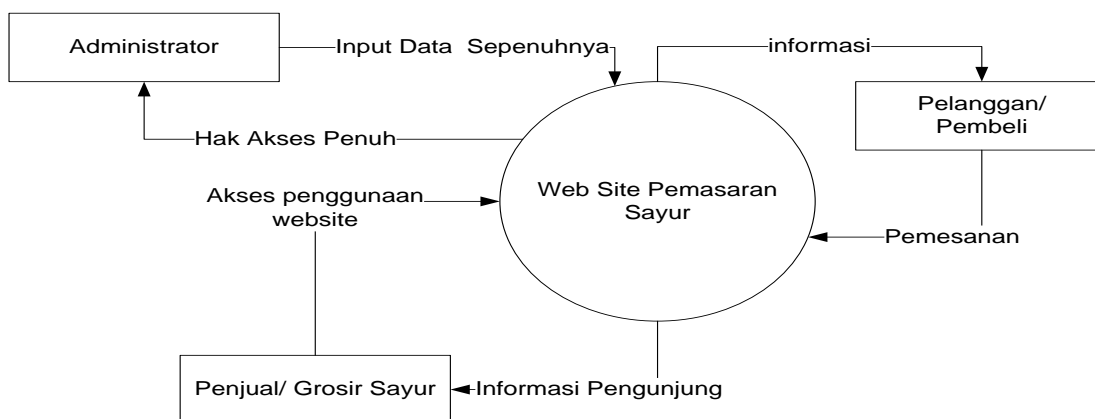 Administrator
Input Data  Sepenuhnya
informasi
Pelanggan/
Pembeli
Hak Akses Penuh
Akses penggunaan
website
Web Site Pemasaran
Sayur
Pemesanan
Penjual/ Grosir Sayur
Informasi Pengunjung